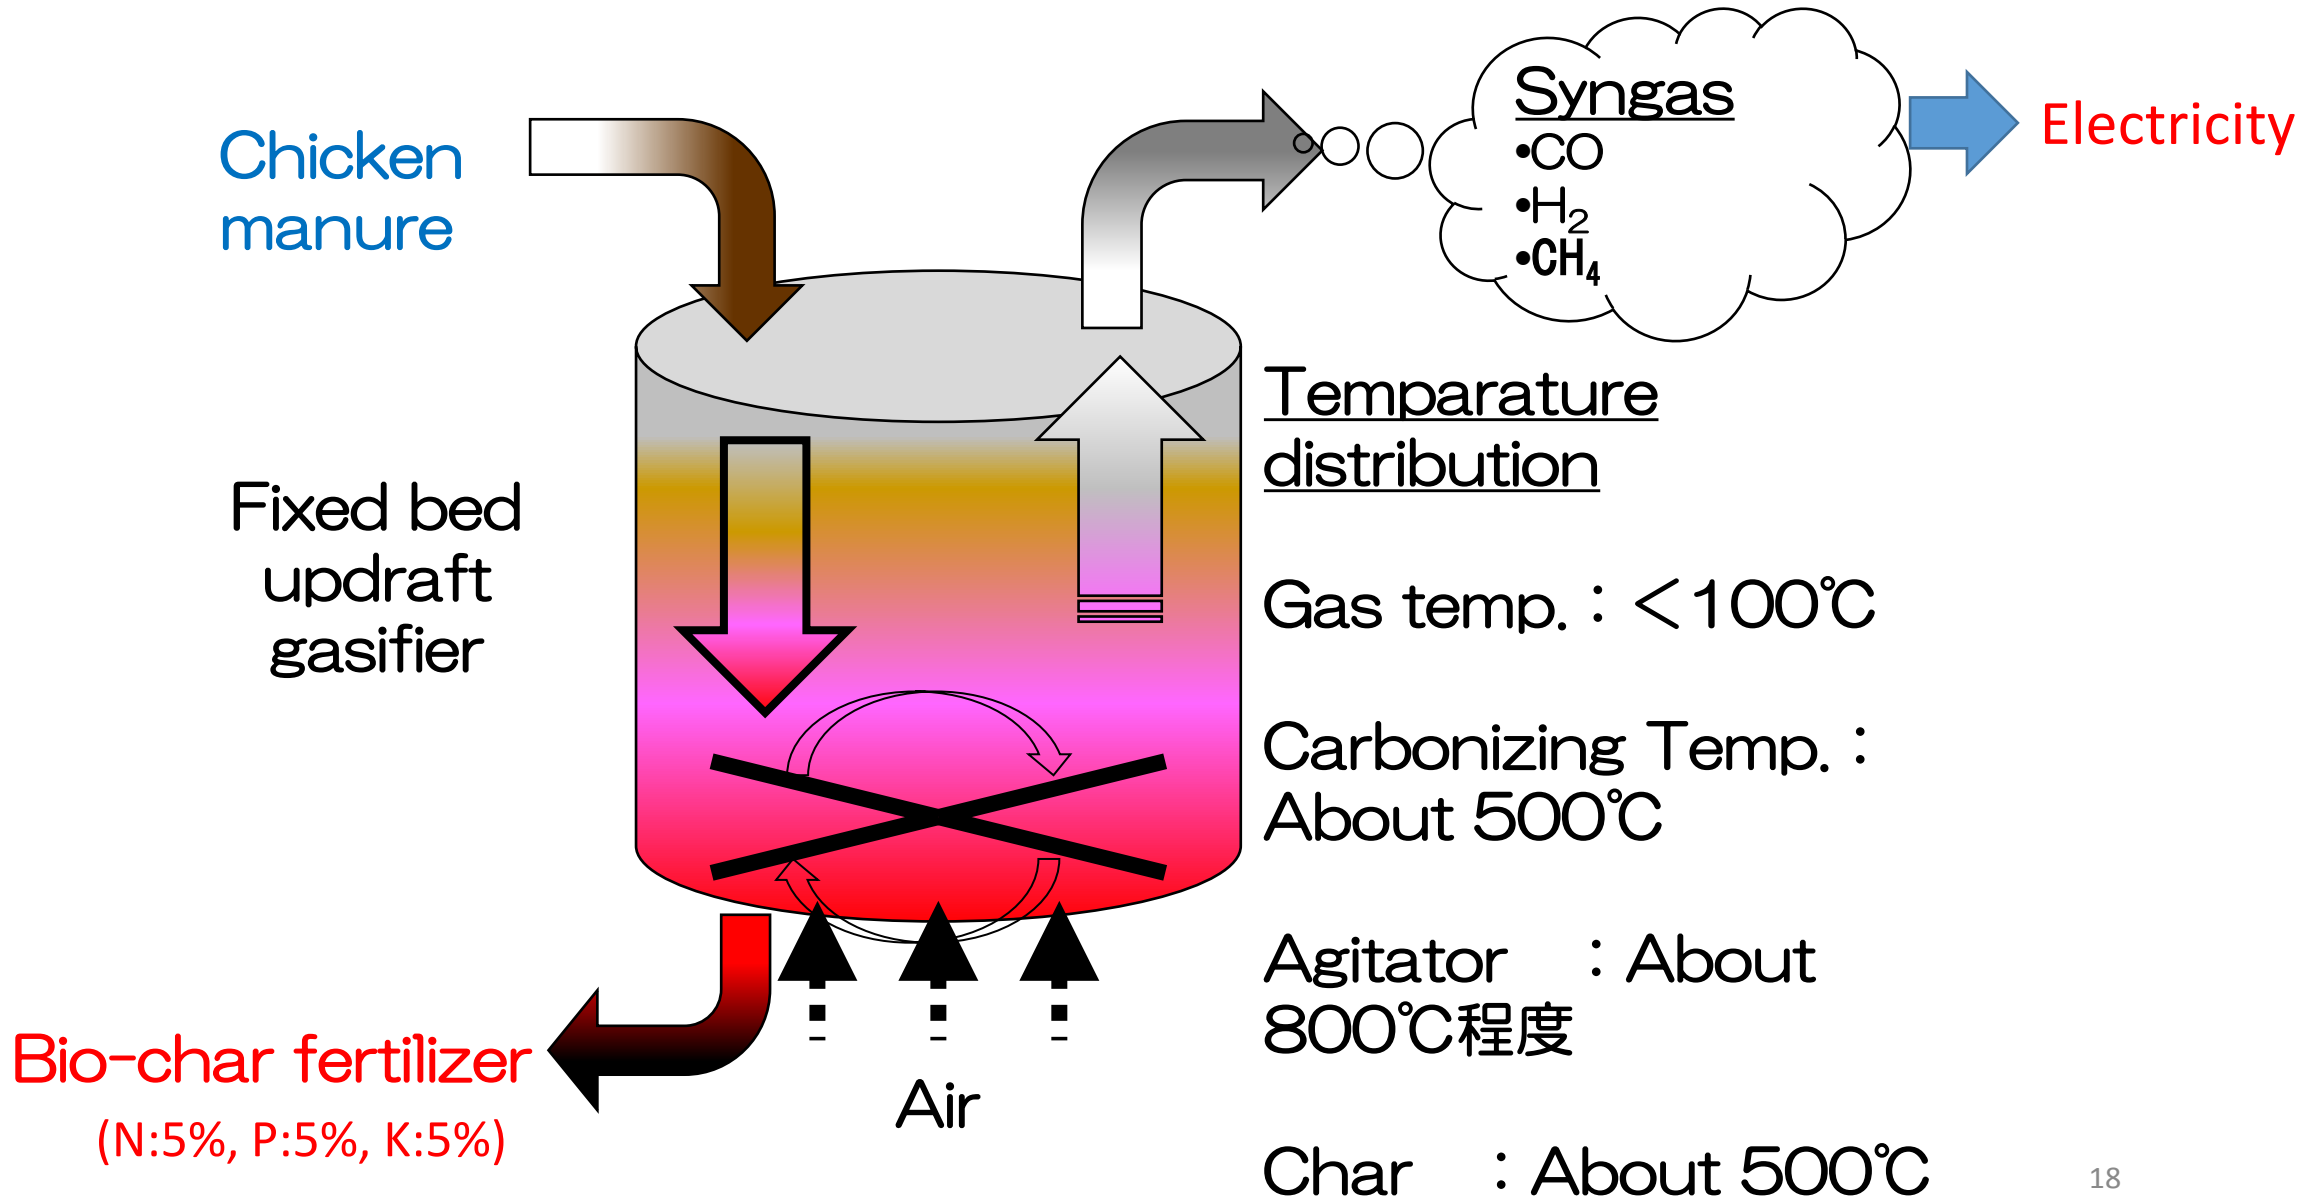 Chicken
manure
Syngas
•CO
•H₂
•CH₄
Electricity
Fixed bed
updraft
gasifier
Temparature
distribution
Gas temp.：＜100℃
Carbonizing Temp.：
About 500℃
Agitator　：About
800℃程度
Char　：About 500℃
Bio-char fertilizer
(N:5%, P:5%, K:5%)
Air
18